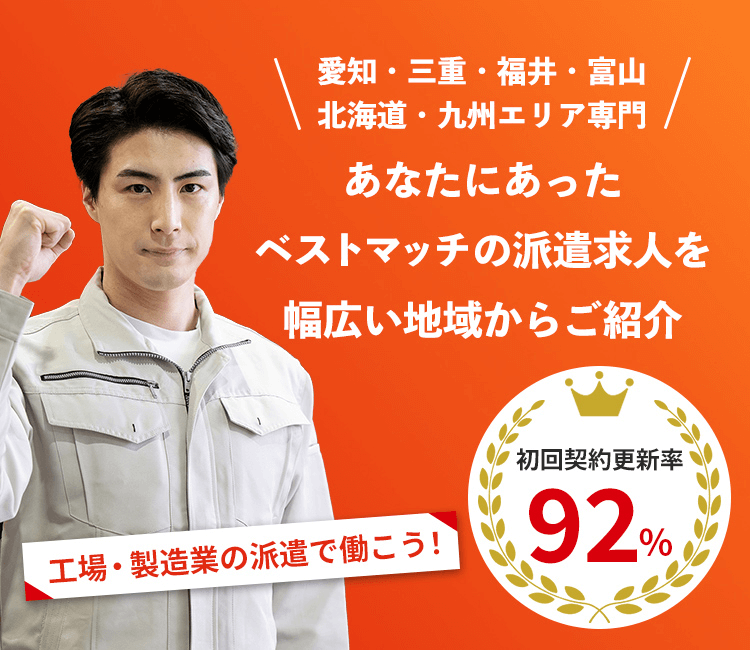 愛知・三重・福井・富山
北海道・九州エリア専門
あなたにあった
ベストマッチの派遣求人を
幅広い地域からご紹介
初回契約更新率
92%
工場・製造業の派遣で働こう!